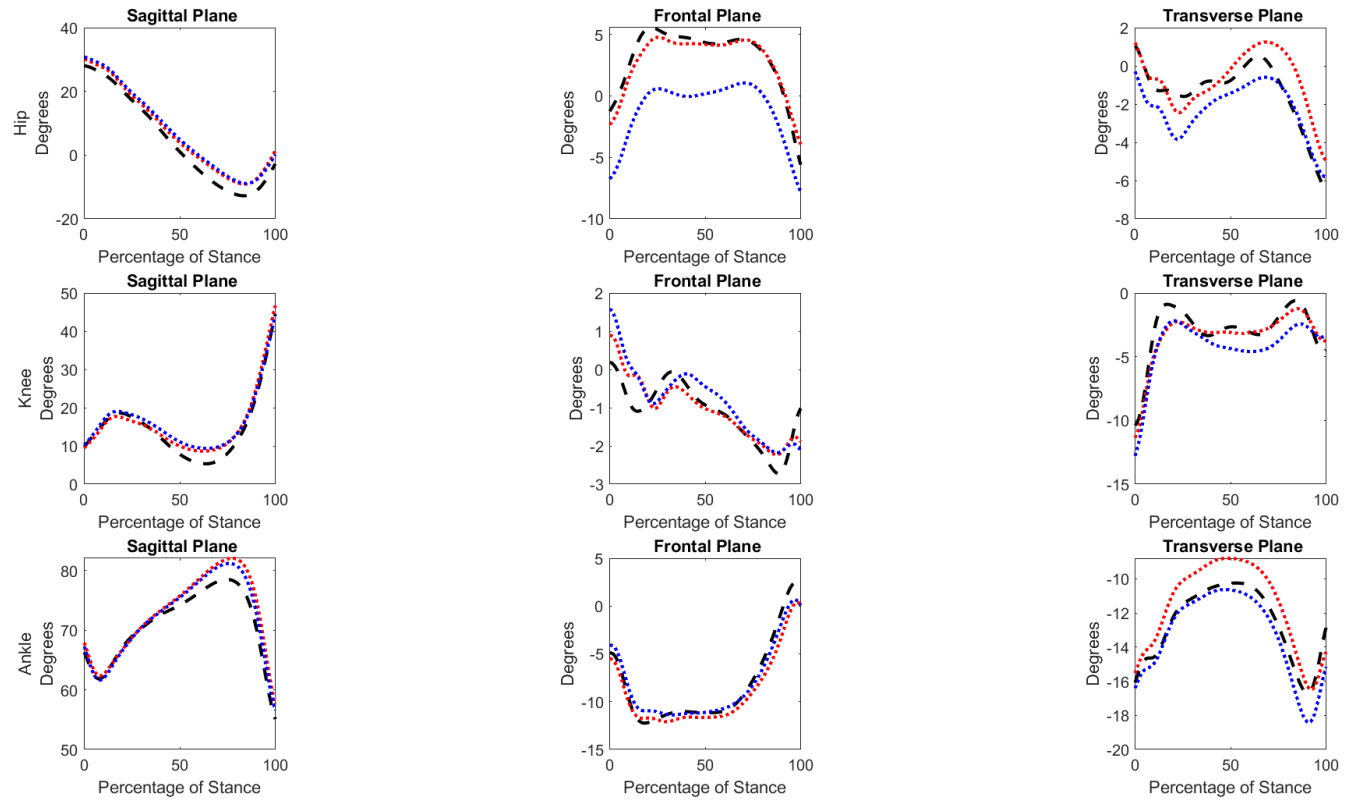 Sagittal Plane
Frontal Plane
Transverse Plane
Hip
Degrees
40
20
0
-20
0
50
100
Percentage of Stance
Degrees
5
0
-5
-10
0
50
100
Percentage of Stance
Degrees
2
0
-2
-4
-6
-8
0
50
100
Percentage of Stance
Sagittal Plane
Frontal Plane
Transverse Plane
Knee
Degrees
50
40
30
20
10
0
0
50
100
Percentage of Stance
Degrees
2
1
0
-1
-2
-3
0
50
100
Percentage of Stance
Degrees
0
-5
-10
-15
0
50
100
Percentage of Stance
Sagittal Plane
Frontal Plane
Transverse Plane
Ankle
Degrees
80
70
60
50
0
50
100
Percentage of Stance
Degrees
5
0
-5
-10
-15
0
50
100
Percentage of Stance
Degrees
-10
-12
-14
-16
-18
-20
0
50
100
Percentage of Stance